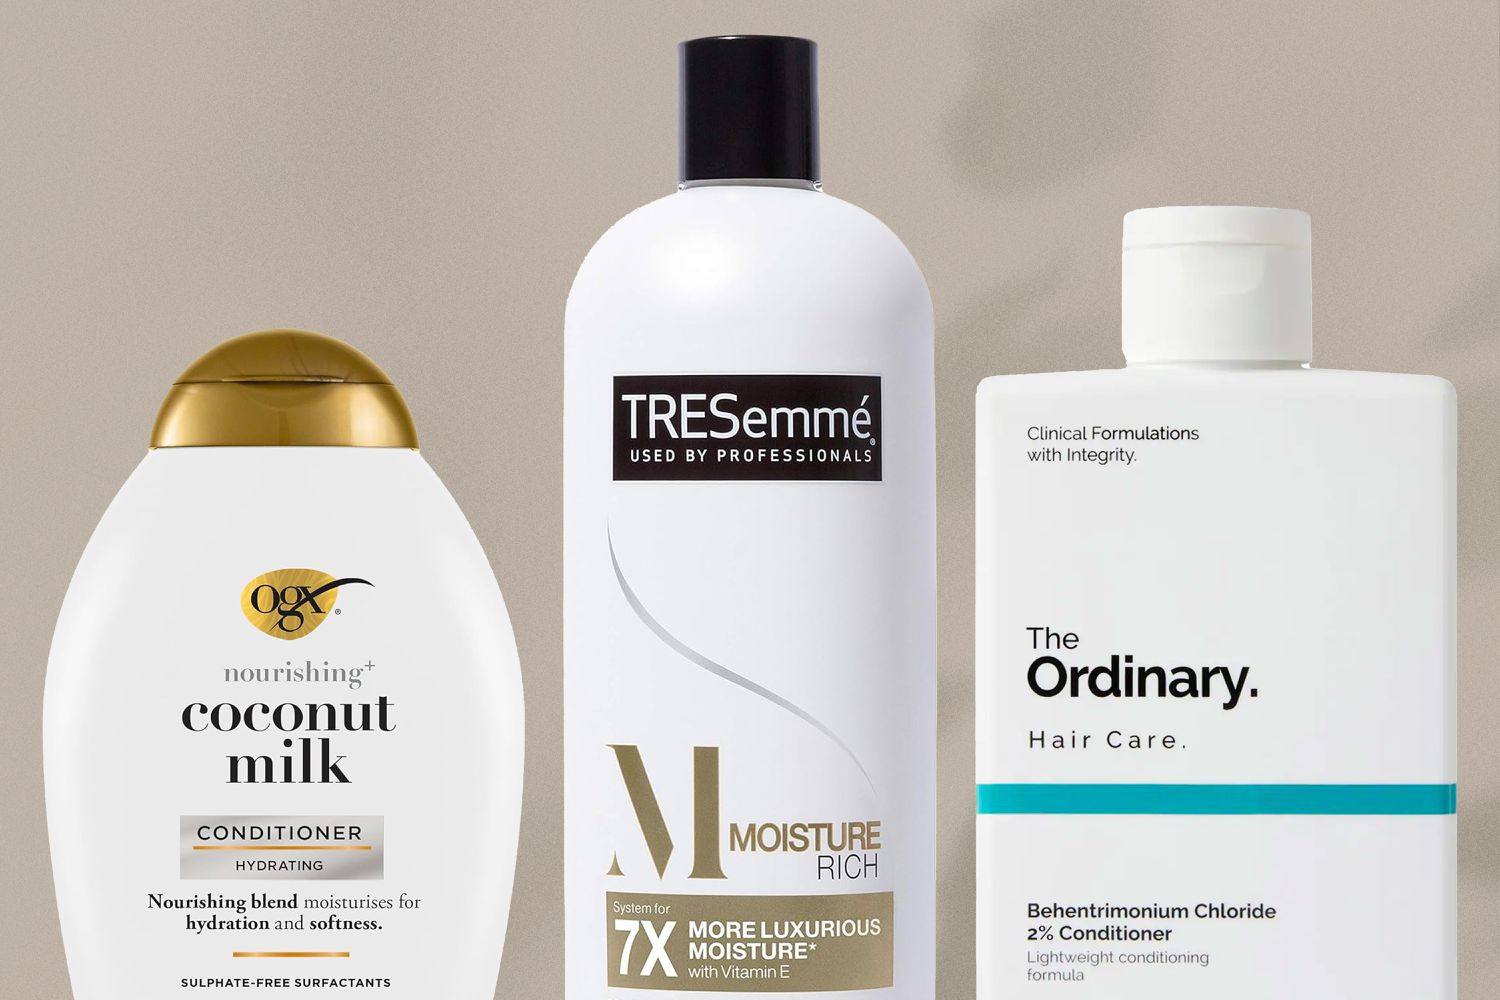 ogx®
nourishing+
coconut
milk
CONDITIONER
HYDRATING
Nourishing blend moisturises for
hydration and softness.
SULPHATE-FREE SURFACTANTS
TRESemmé®
USED BY PROFESSIONALS
M MOISTURE
RICH
System for
7X MORE LUXURIOUS
MOISTURE*
with Vitamin E
Clinical Formulations
with Integrity.
The
Ordinary.
Hair Care.
Behentrimonium Chloride
2% Conditioner
Lightweight conditioning
formula